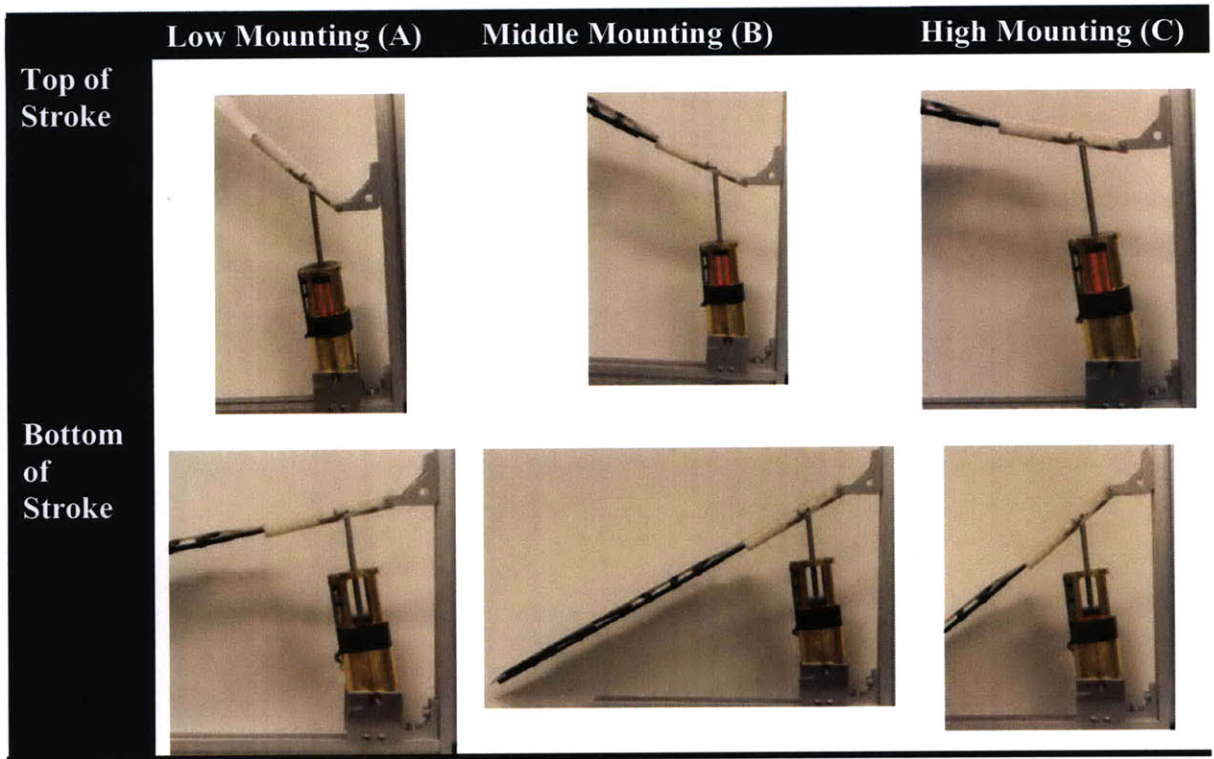 Low Mounting (A)
Middle Mounting (B)
High Mounting (C)
Top of
Stroke
Bottom
of
Stroke